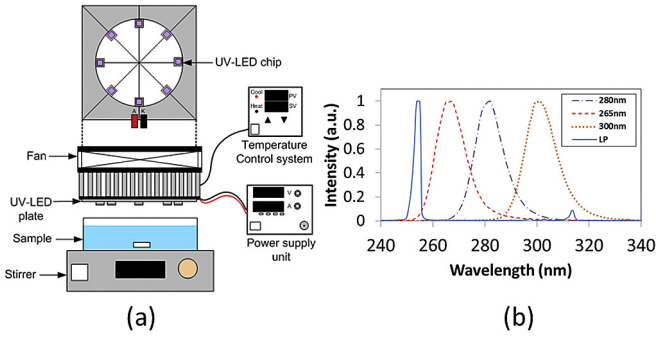 UV-LED chip
A K
Cool
PV
Heat
SV
Temperature
Control system
Fan
UV-LED
plate
V
A
Power supply
unit
Sample
Stirrer
(a)
Intensity (a.u.)
1
0.8
0.6
0.4
0.2
0
240 260 280 300 320 340
Wavelength (nm)
280nm
265nm
300nm
LP
(b)